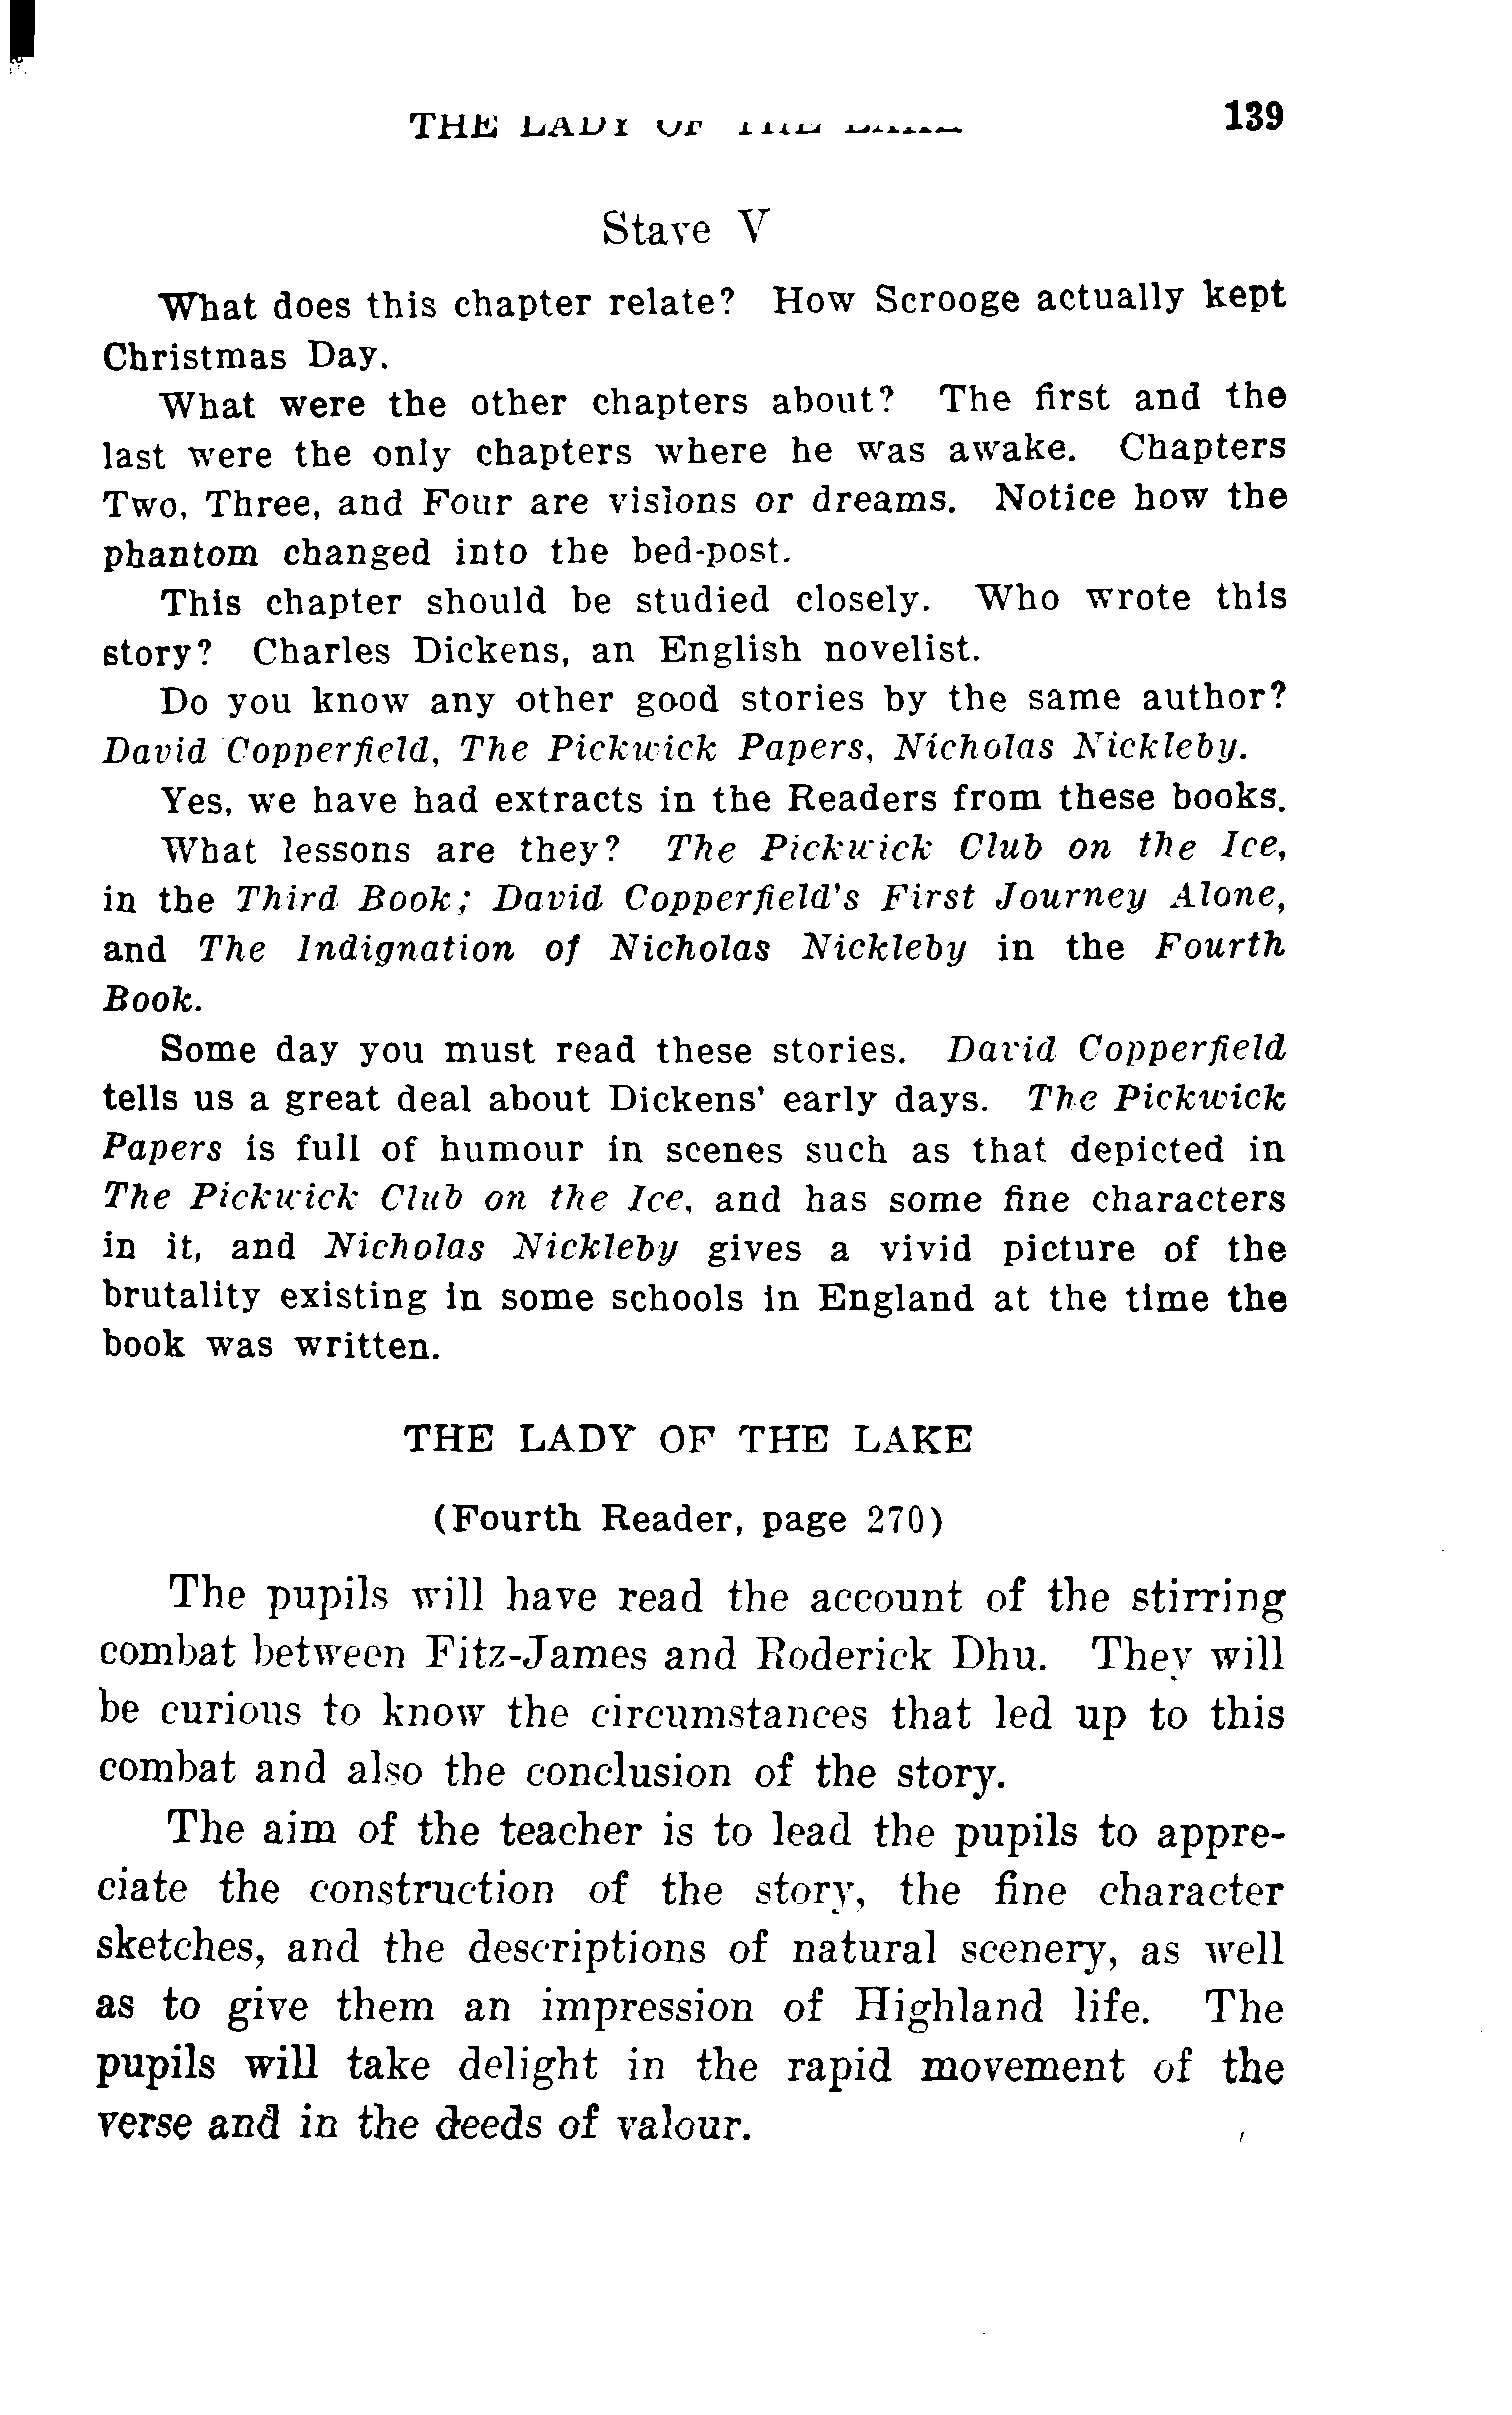 THE LADY OF THE 139
Stave V
What does this chapter relate? How Scrooge actually kept
Christmas Day.
What were the other chapters about? The first and the
last were the only chapters where he was awake. Chapters
Two, Three, and Four are visions or dreams. Notice how the
phantom changed into the bed-post.
This chapter should be studied closely. Who wrote this
story? Charles Dickens, an English novelist.
Do you know any other good stories by the same author?
David Copperfield, The Pickwick Papers, Nicholas Nickleby.
Yes, we have had extracts in the Readers from these books.
What lessons are they? The Pickwick Club on the Ice,
in the Third Book; David Copperfield's First Journey Alone,
and The Indignation of Nicholas Nickleby in the Fourth
Book.
Some day you must read these stories. David Copperfield
tells us a great deal about Dickens' early days. The Pickwick
Papers is full of humour in scenes such as that depicted in
The Pickwick Club on the Ice, and has some fine characters
in it, and Nicholas Nickleby gives a vivid picture of the
brutality existing in some schools in England at the time the
book was written.
THE LADY OF THE LAKE
(Fourth Reader, page 270)
The pupils will have read the account of the stirring
combat between Fitz-James and Roderick Dhu. They will
be curious to know the circumstances that led up to this
combat and also the conclusion of the story.
The aim of the teacher is to lead the pupils to appre-
ciate the construction of the story, the fine character
sketches, and the descriptions of natural scenery, as well
as to give them an impression of Highland life. The
pupils will take delight in the rapid movement of the
verse and in the deeds of valour.